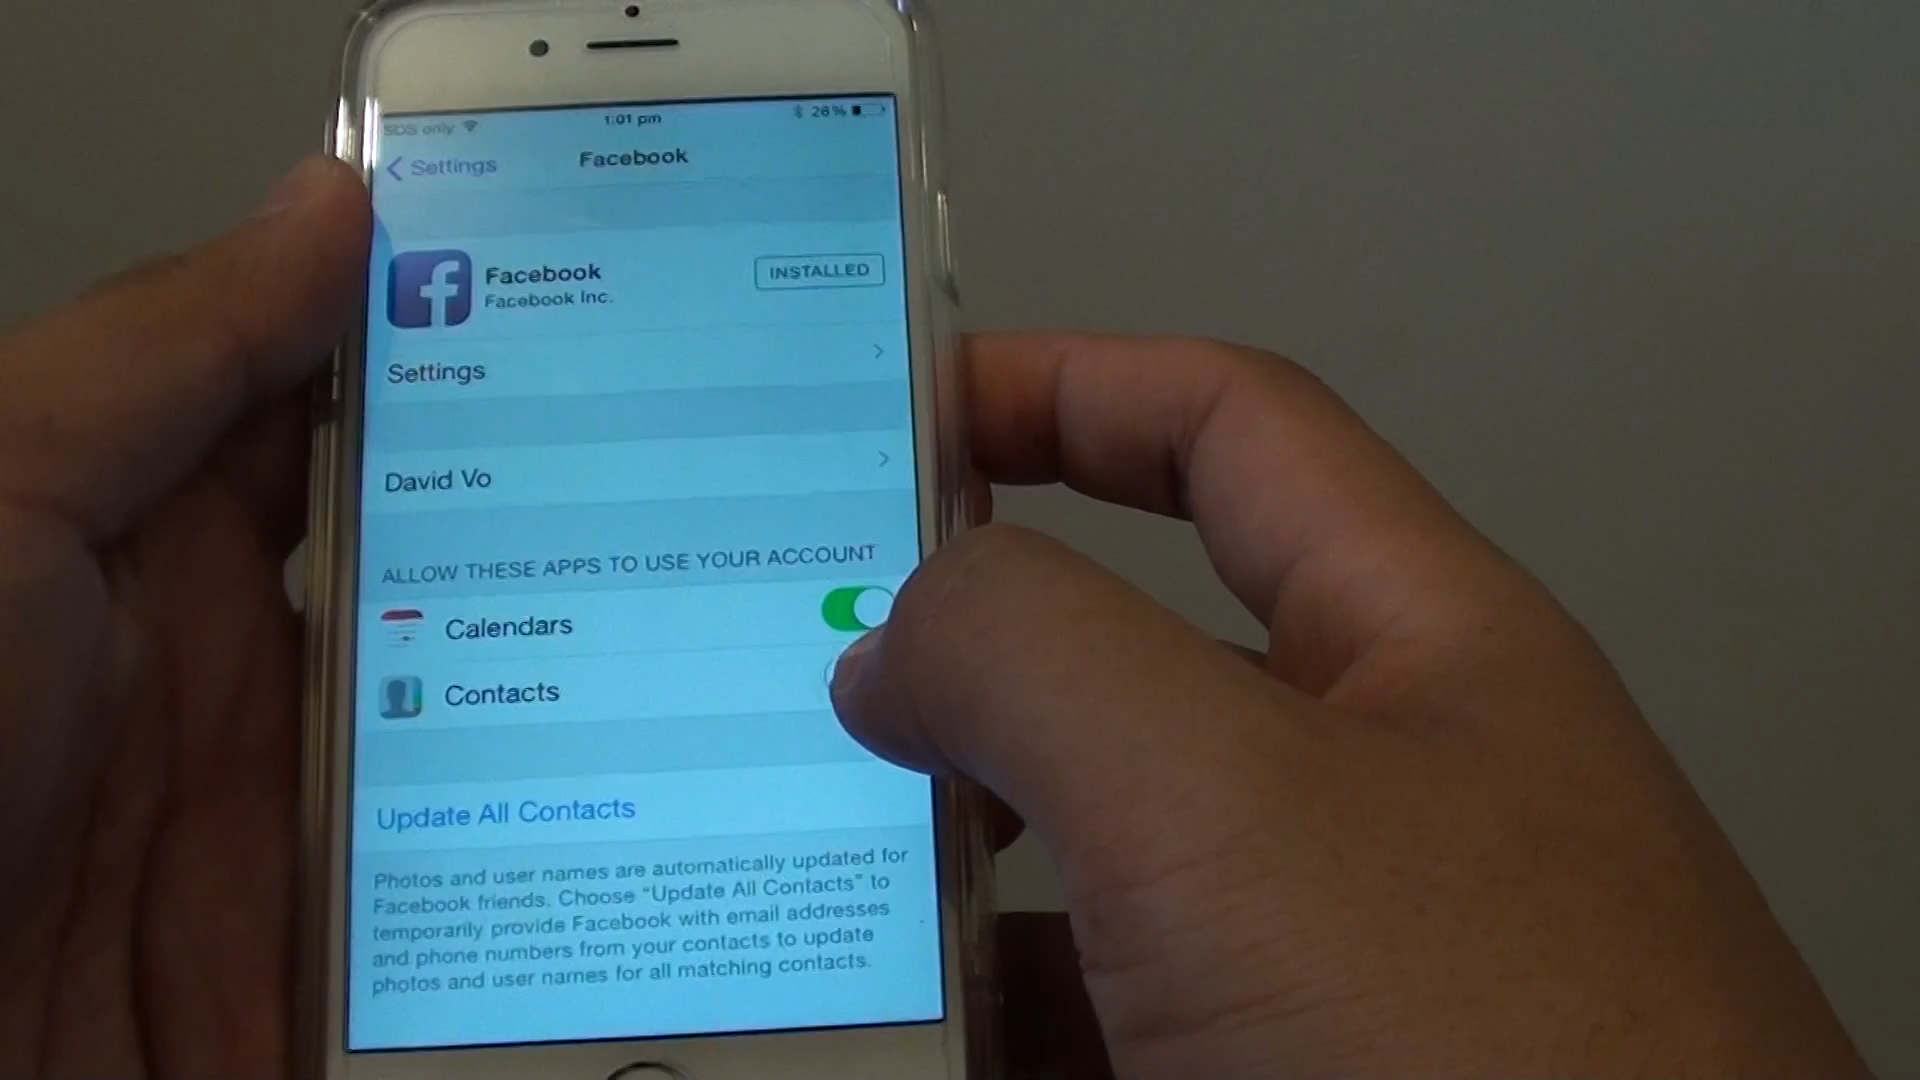 SOS only
1:01 pm
26%
Settings
Facebook
Facebook
Facebook Inc.
INSTALLED
Settings
David Vo
ALLOW THESE APPS TO USE YOUR ACCOUNT
Calendars
Contacts
Update All Contacts
Photos and user names are automatically updated for
Facebook friends. Choose “Update All Contacts” to
temporarily provide Facebook with email addresses
and phone numbers from your contacts to update
photos and user names for all matching contacts.